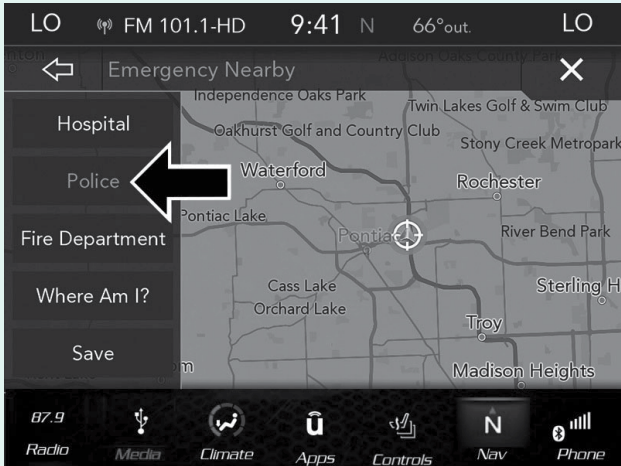 LO FM 101.1-HD 9:41 N 66°out. LO
Addison Oaks County Park
Emergency Nearby
Hospital
Police
Fire Department
Where Am I?
Save
Independence Oaks Park
Twin Lakes Golf & Swim Club
Oakhurst Golf and Country Club
Stony Creek Metropark
Waterford
Rochester
Pontiac Lake
Pontiac
River Bend Park
Cass Lake
Sterling H
Orchard Lake
Troy
om
Madison Heights
87.9
Radio
Media
Climate
û
Apps
Controls
N
Nav
Phone